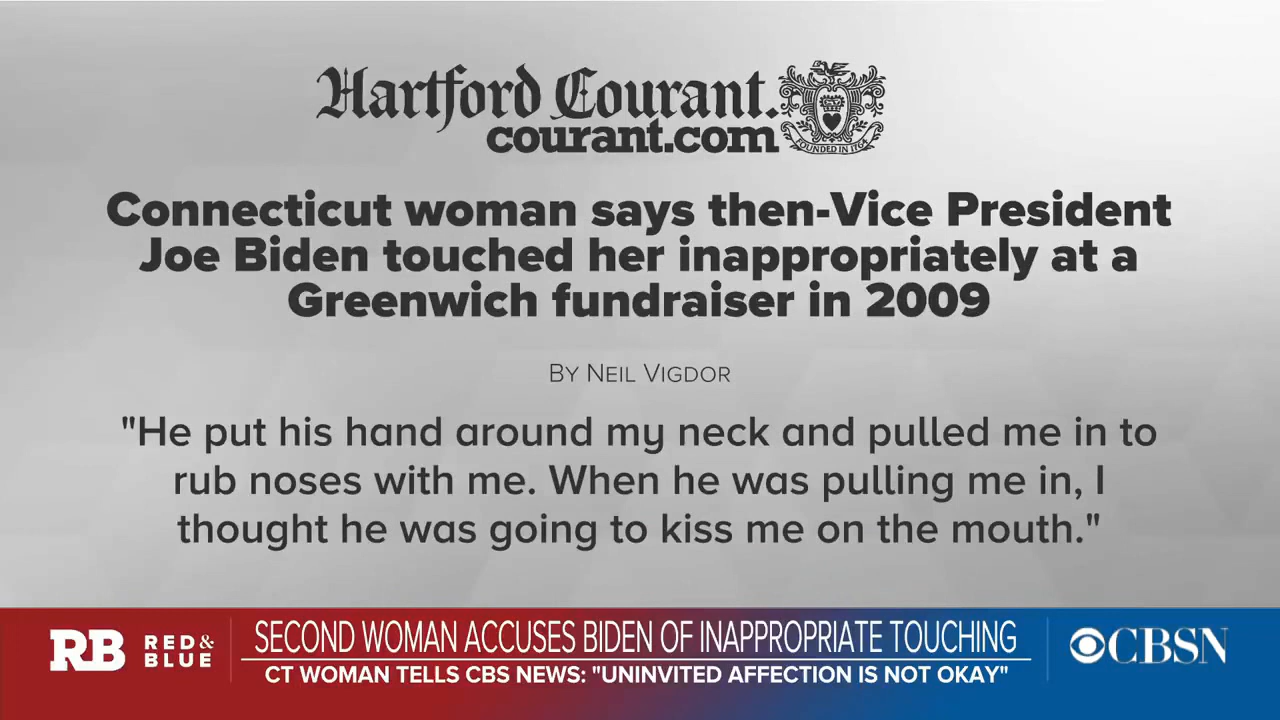 Hartford Courant.
courant.com
FOUNDED IN 1764
Connecticut woman says then-Vice President
Joe Biden touched her inappropriately at a
Greenwich fundraiser in 2009
BY NEIL VIGDOR
"He put his hand around my neck and pulled me in to
rub noses with me. When he was pulling me in, I
thought he was going to kiss me on the mouth."
RB RED&
BLUE
SECOND WOMAN ACCUSES BIDEN OF INAPPROPRIATE TOUCHING
CT WOMAN TELLS CBS NEWS: "UNINVITED AFFECTION IS NOT OKAY"
CBSN